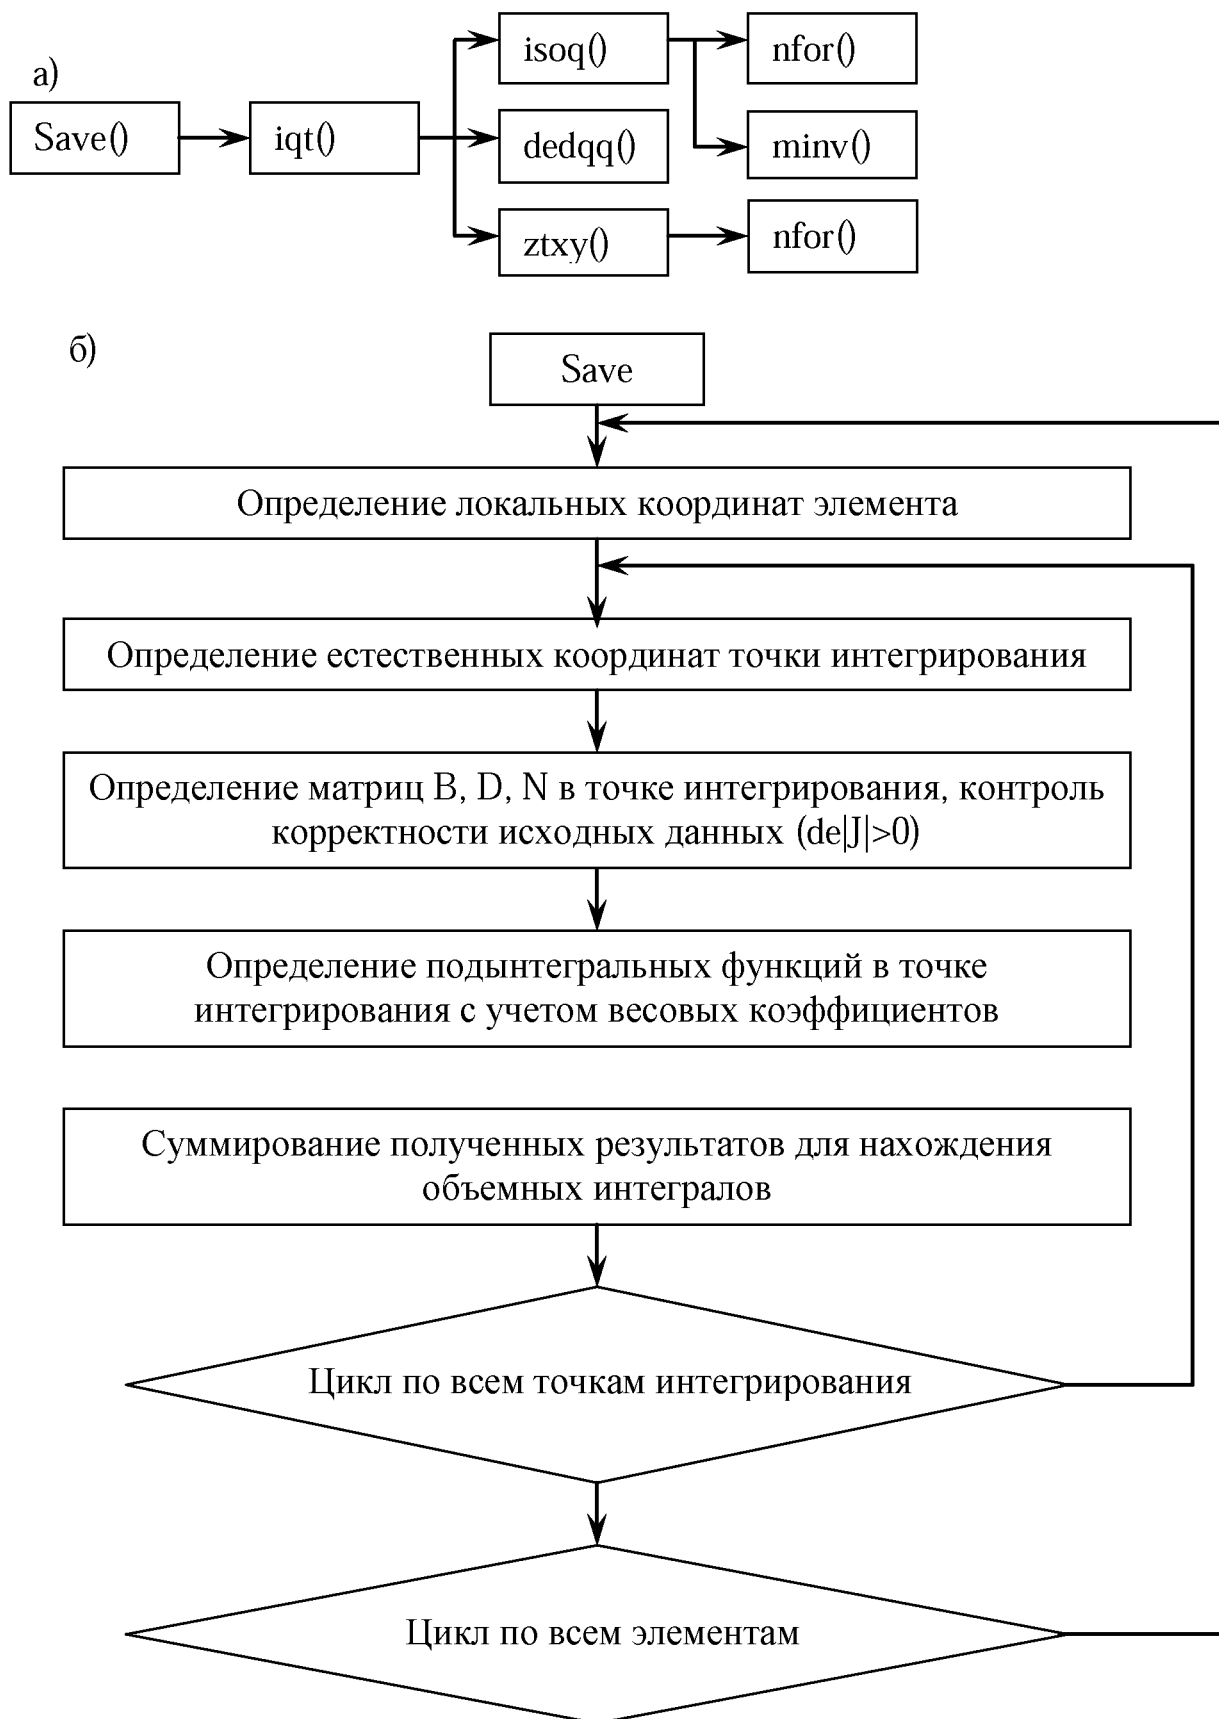 а)
Save()
iqt()
isoq()
dedqq()
ztxy()
nfor()
minv()
nfor()
б)
Save
Определение локальных координат элемента
Определение естественных координат точки интегрирования
Определение матриц B, D, N в точке интегрирования, контроль
корректности исходных данных (de|J|>0)
Определение подынтегральных функций в точке
интегрирования с учетом весовых коэффициентов
Суммирование полученных результатов для нахождения
объемных интегралов
Цикл по всем точкам интегрирования
Цикл по всем элементам